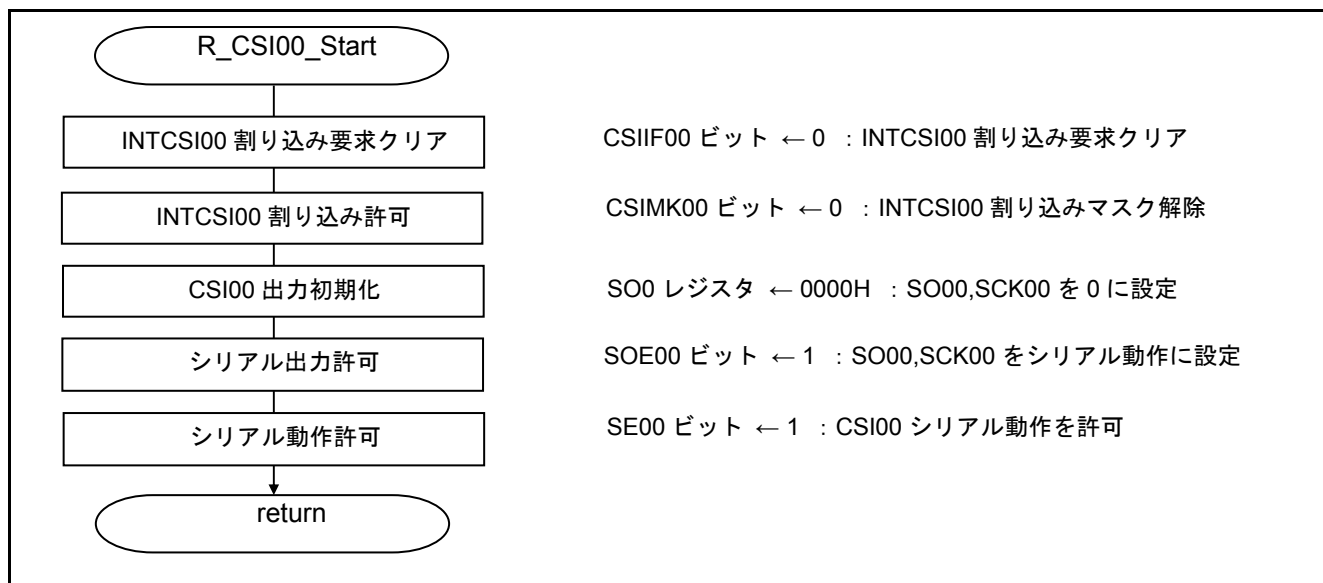 R_CSI00_Start
INTCSI00 割り込み要求クリア
CSIIF00 ビット ← 0 : INTCSI00 割り込み要求クリア
INTCSI00 割り込み許可
CSIMK00 ビット ← 0 : INTCSI00 割り込みマスク解除
CSI00 出力初期化
SO0 レジスタ ← 0000H : SO00,SCK00 を 0 に設定
シリアル出力許可
SOE00 ビット ← 1 : SO00,SCK00 をシリアル動作に設定
シリアル動作許可
SE00 ビット ← 1 : CSI00 シリアル動作を許可
return